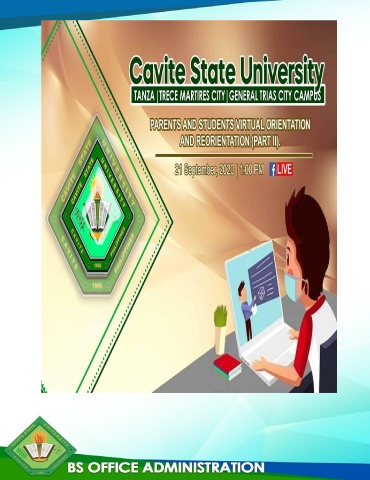 Cavite State University
TANZA | TRECE MARTIRES CITY | GENERAL TRIAS CITY CAMPUS
PARENTS AND STUDENTS VIRTUAL ORIENTATION
AND REORIENTATION (PART II).
21 September, 2020 | 1:00 PM f LIVE
1906
BS OFFICE ADMINISTRATION